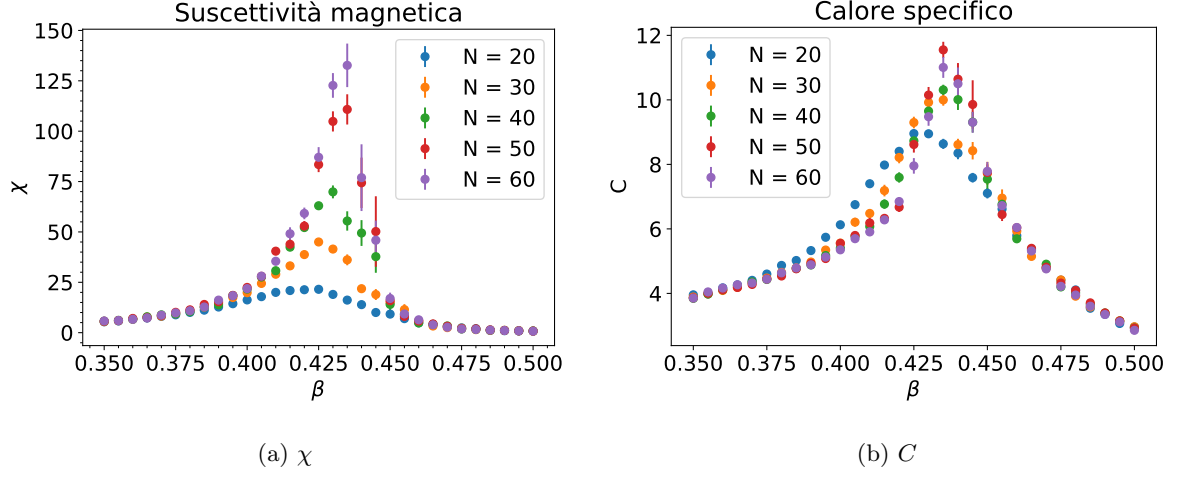 Suscettività magnetica
150
125
100
75
50
25
0
χ
0.350 0.375 0.400 0.425 0.450 0.475 0.500
β
N = 20
N = 30
N = 40
N = 50
N = 60
(a) χ
Calore specifico
12
10
8
6
4
C
0.350 0.375 0.400 0.425 0.450 0.475 0.500
β
N = 20
N = 30
N = 40
N = 50
N = 60
(b) C